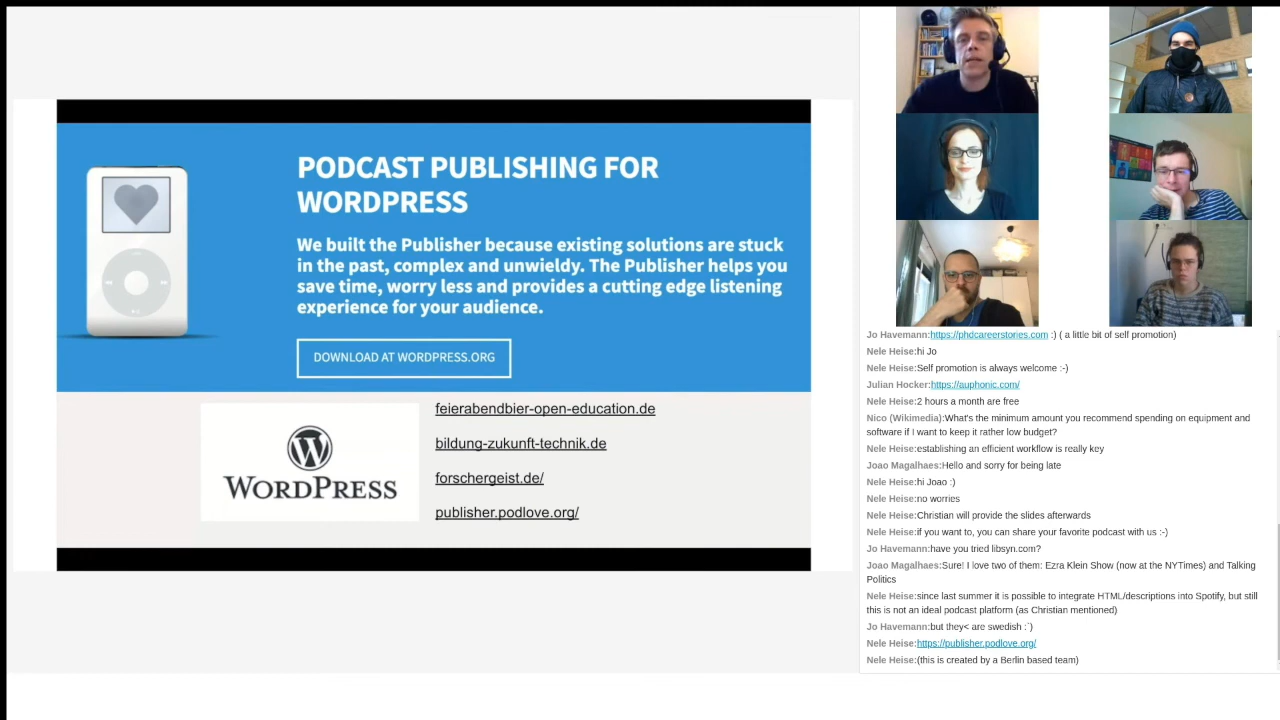 PODCAST PUBLISHING FOR
WORDPRESS
We built the Publisher because existing solutions are stuck
in the past, complex and unwieldy. The Publisher helps you
save time, worry less and provides a cutting edge listening
experience for your audience.
DOWNLOAD AT WORDPRESS.ORG
WORDPRESS
feierabendbier-open-education.de
bildung-zukunft-technik.de
forschergeist.de/
publisher.podlove.org/
Jo Havemann:https://phdcareerstories.com :) ( a little bit of self promotion)
Nele Heise:hi Jo
Nele Heise:Self promotion is always welcome :-)
Julian Hocker:https://auphonic.com/
Nele Heise:2 hours a month are free
Nico (Wikimedia):What's the minimum amount you recommend spending on equipment and
software if I want to keep it rather low budget?
Nele Heise:establishing an efficient workflow is really key
Joao Magalhaes:Hello and sorry for being late
Nele Heise:hi Joao :)
Nele Heise:no worries
Nele Heise:Christian will provide the slides afterwards
Nele Heise:if you want to, you can share your favorite podcast with us :-)
Jo Havemann:have you tried libsyn.com?
Joao Magalhaes:Sure! I love two of them: Ezra Klein Show (now at the NYTimes) and Talking
Politics
Nele Heise:since last summer it is possible to integrate HTML/descriptions into Spotify, but still
this is not an ideal podcast platform (as Christian mentioned)
Jo Havemann:but they< are swedish :´)
Nele Heise:https://publisher.podlove.org/
Nele Heise:(this is created by a Berlin based team)